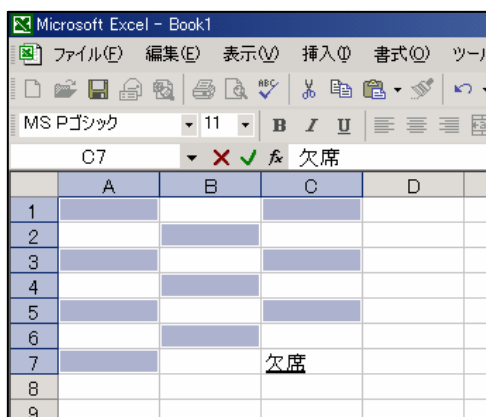 Microsoft Excel - Book1
ファイル(F) 編集(E) 表示(V) 挿入(I) 書式(O) ツー
ABC
MS Pゴシック 11 B I U
C7 fx 欠席
A B C D
1
2
3
4
5
6
7 欠席
8
9